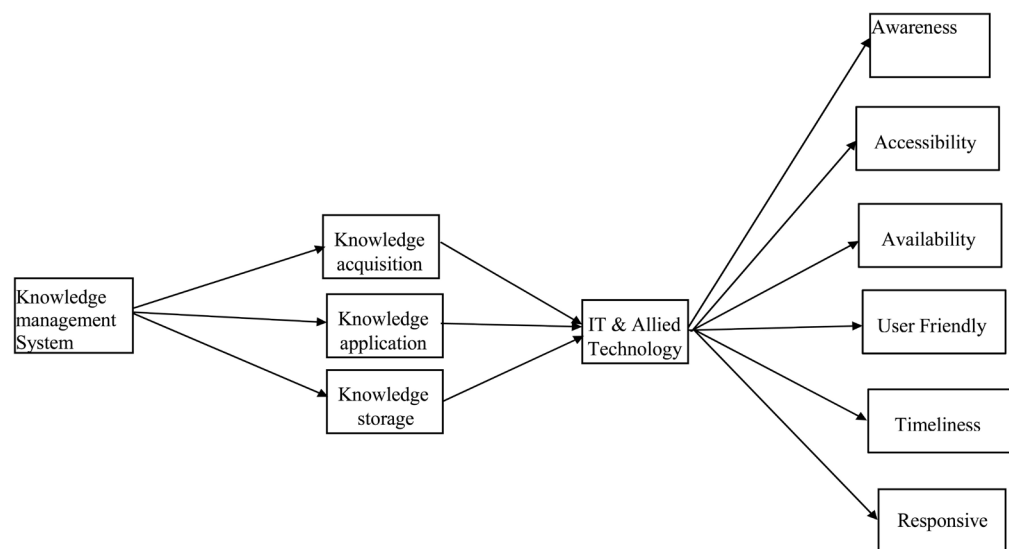 Knowledge
management
System
Knowledge
acquisition
Knowledge
application
Knowledge
storage
IT & Allied
Technology
Awareness
Accessibility
Availability
User Friendly
Timeliness
Responsive